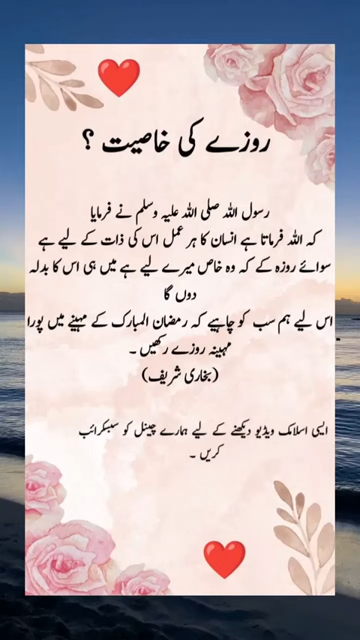 روزے کی خاصیت ؟
رسول اللہ صلی اللہ علیہ وسلم نے فرمایا
کہ اللہ فرماتا ہے انسان کا ہر عمل اس کی ذات کے لیے ہے
سوائے روزہ کے کہ وہ خاص میرے لیے ہے میں ہی اس کا بدلہ
دوں گا
اس لیے ہم سب کو چاہیے کہ رمضان المبارک کے مہینے میں پورا
مہینہ روزے رکھیں ۔
(بخاری شریف)
ایسی اسلامک ویڈیو دیکھنے کے لیے ہمارے چینل کو سبسکرائب
کریں ۔